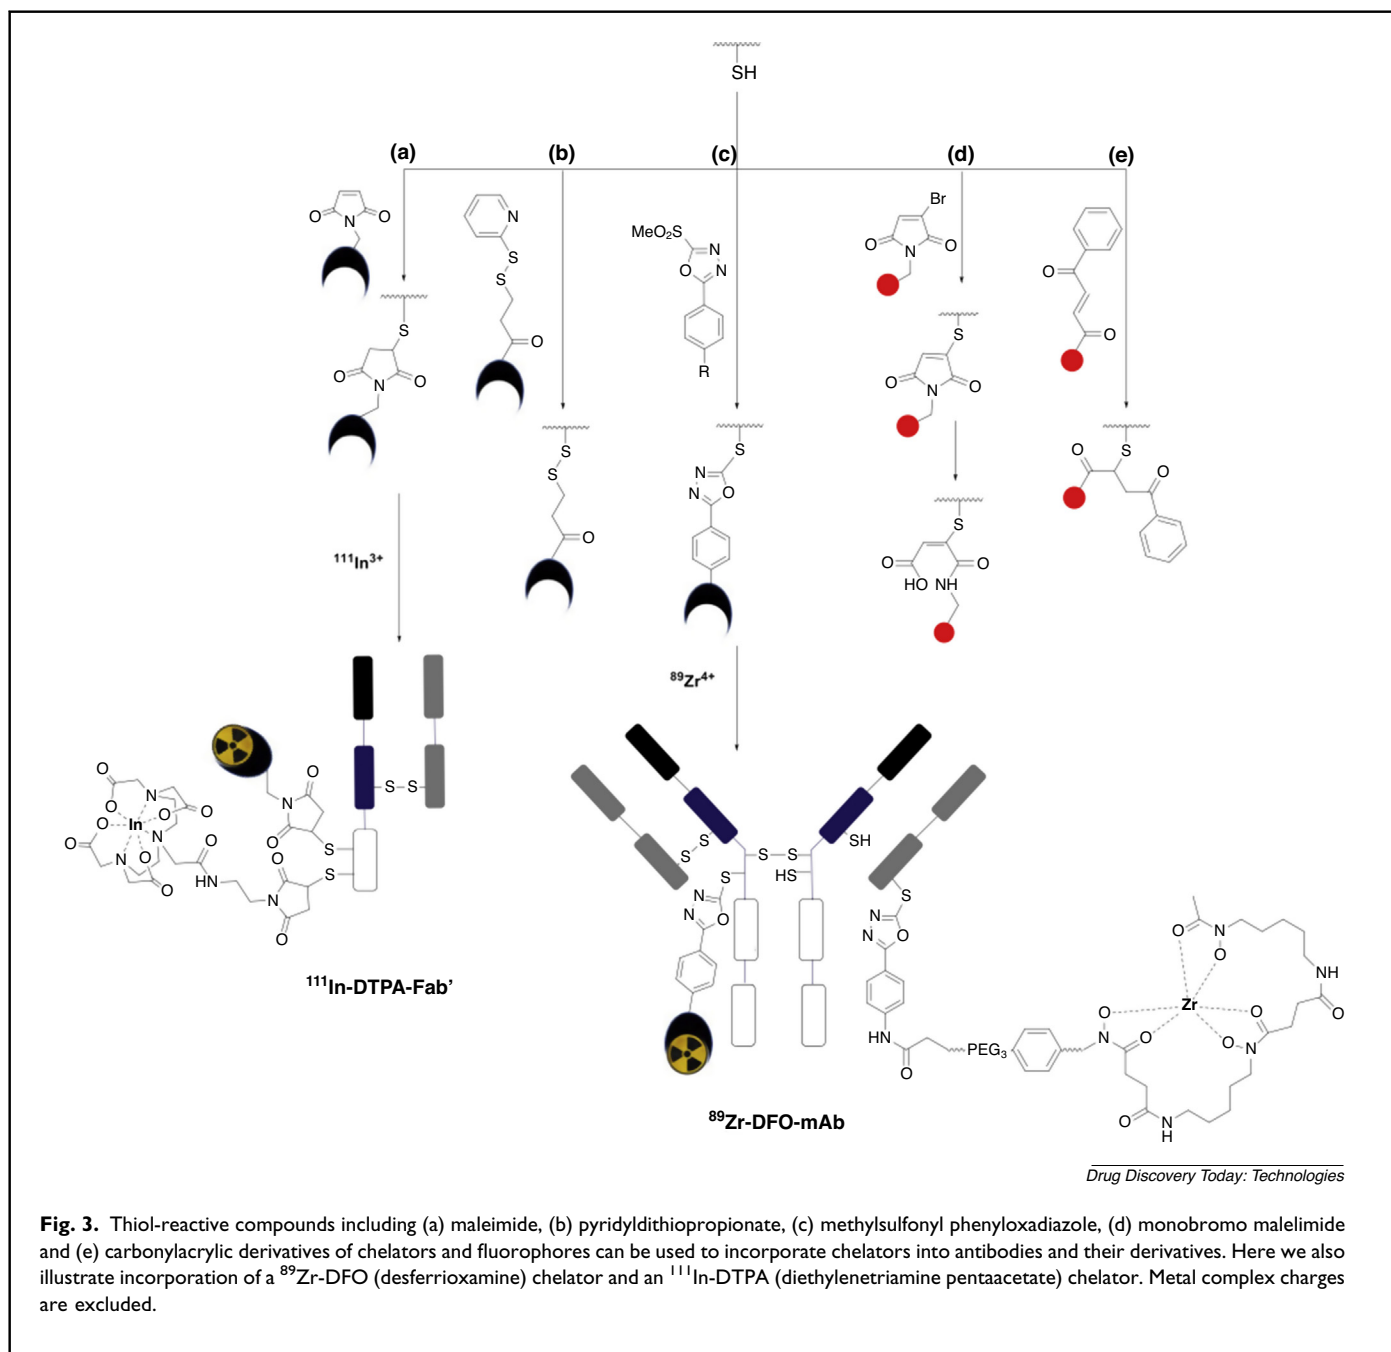 SH
(a)
(b)
(c)
(d)
(e)
O
N
O
N
S
S
O
MeO₂S
N
N
O
R
Br
O
N
O
O
O
S
O
N
O
S
S
O
S
N
N
O
S
O
N
O
S
O
HO
NH
O
O
S
O
¹¹¹In³⁺
⁸⁹Zr⁴⁺
O
O
O
O
O
O
O
O
N
N
N
In
O
HN
O
N
O
S
S
O
N
O
S–S
¹¹¹In-DTPA-Fab’
S
S
S
S
SH
HS
S
N
N
O
S
N
N
O
HN
O
PEG₃
O
N
O
NH
O
Zr
O
O
N
O
N
O
O
N
H
⁸⁹Zr-DFO-mAb
Drug Discovery Today: Technologies
Fig. 3. Thiol-reactive compounds including (a) maleimide, (b) pyridyldithiopropionate, (c) methylsulfonyl phenyloxadiazole, (d) monobromo malelimide
and (e) carbonylacrylic derivatives of chelators and fluorophores can be used to incorporate chelators into antibodies and their derivatives. Here we also
illustrate incorporation of a ⁸⁹Zr-DFO (desferrioxamine) chelator and an ¹¹¹In-DTPA (diethylenetriamine pentaacetate) chelator. Metal complex charges
are excluded.